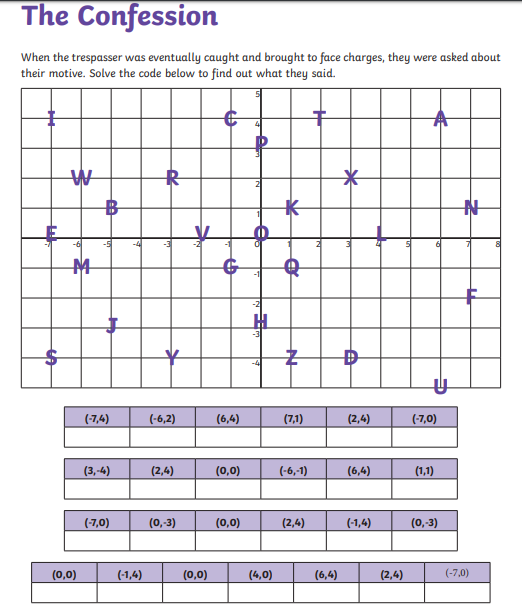 The Confession
When the trespasser was eventually caught and brought to face charges, they were asked about
their motive. Solve the code below to find out what they said.
5
I C 4 T A
P
3
W R 2 X
B 1 K N
E V O L
-7 -6 -5 -4 -3 -2 -1 0 1 2 3 4 5 6 7 8
M G -1 Q
-2 F
J H
-3
S Y -4 Z D
U
(-7,4) (-6,2) (6,4) (7,1) (2,4) (-7,0)
(3,-4) (2,4) (0,0) (-6,-1) (6,4) (1,1)
(-7,0) (0,-3) (0,0) (2,4) (-1,4) (0,-3)
(0,0) (-1,4) (0,0) (4,0) (6,4) (2,4) (-7,0)